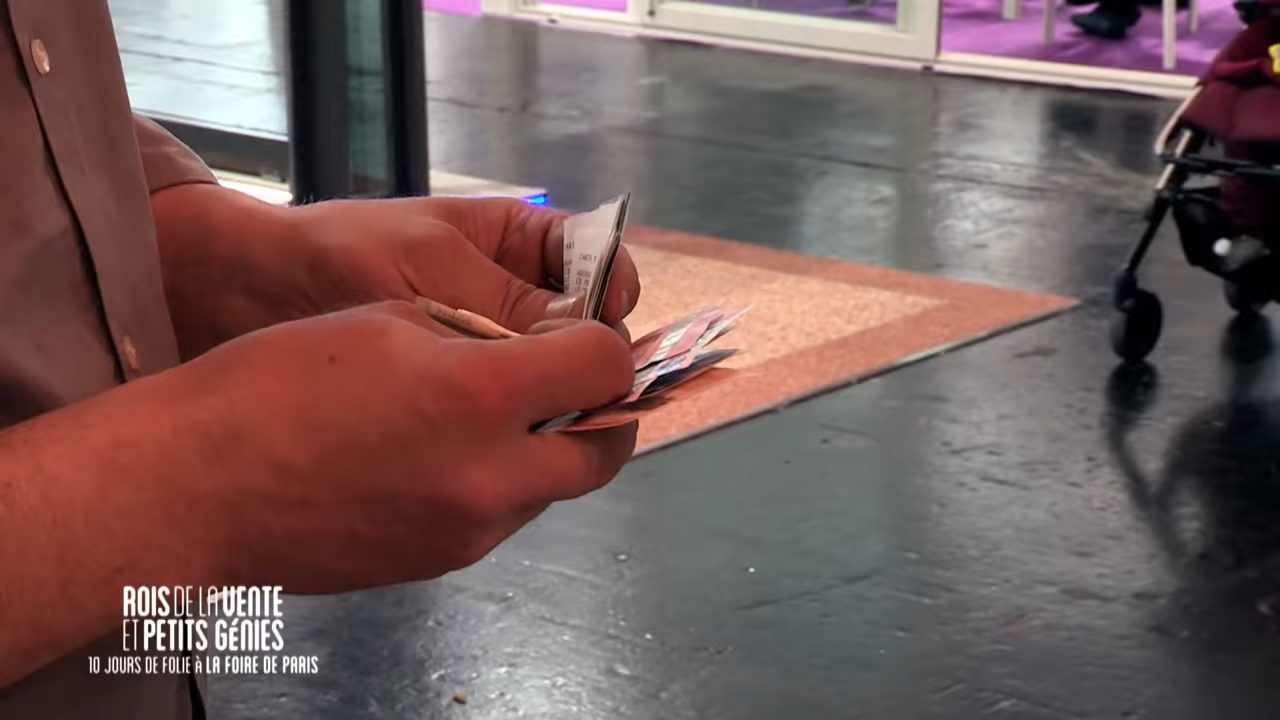 ROIS DE LA VENTE
ET PETITS GÉNIES
10 JOURS DE FOLIE à LA FOIRE DE PARIS